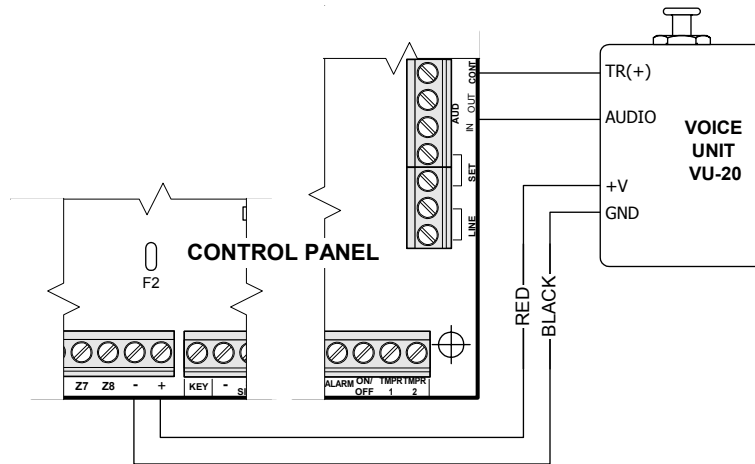 CONT
OUT
AUD
IN
SET
LINE
TR(+)
AUDIO
VOICE
UNIT
VU-20
+V
GND
CONTROL PANEL
F2
RED
BLACK
Z7 Z8 - + KEY -
ALARM ON/OFF TMPR 1 TMPR 2